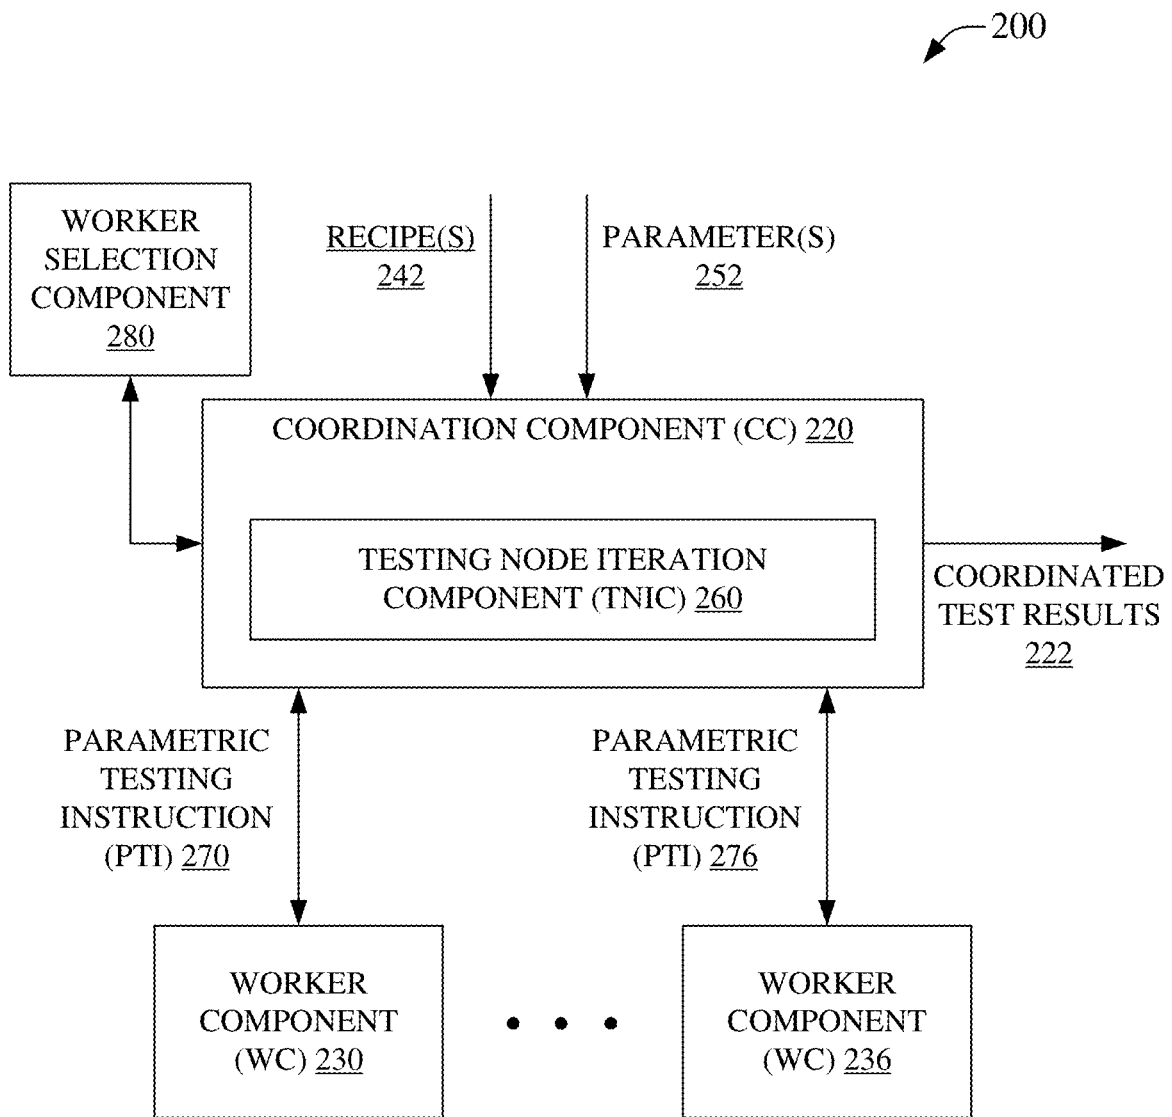 200
WORKER
SELECTION
COMPONENT
280
RECIPE(S)
242
PARAMETER(S)
252
COORDINATION COMPONENT (CC) 220
TESTING NODE ITERATION
COMPONENT (TNIC) 260
COORDINATED
TEST RESULTS
222
PARAMETRIC
TESTING
INSTRUCTION
(PTI) 270
PARAMETRIC
TESTING
INSTRUCTION
(PTI) 276
WORKER
COMPONENT
(WC) 230
WORKER
COMPONENT
(WC) 236